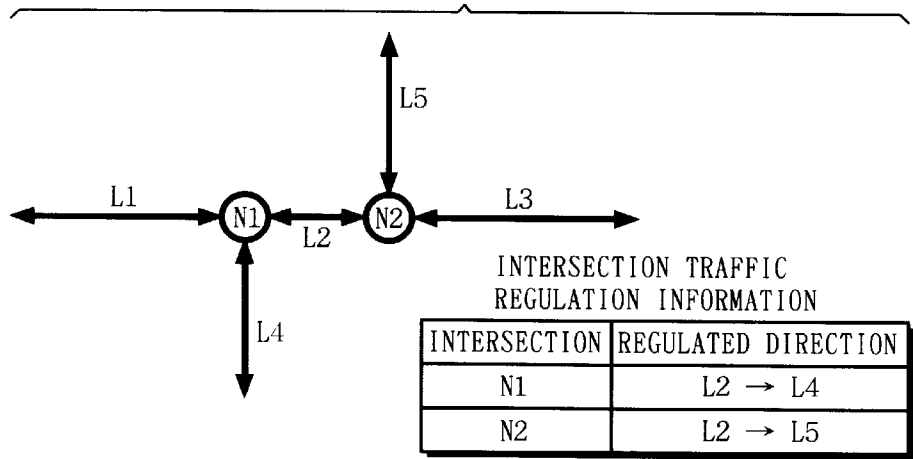 L5
L1
L3
N1
N2
L2
L4
INTERSECTION TRAFFIC
REGULATION INFORMATION
INTERSECTION REGULATED DIRECTION
N1 L2 → L4
N2 L2 → L5